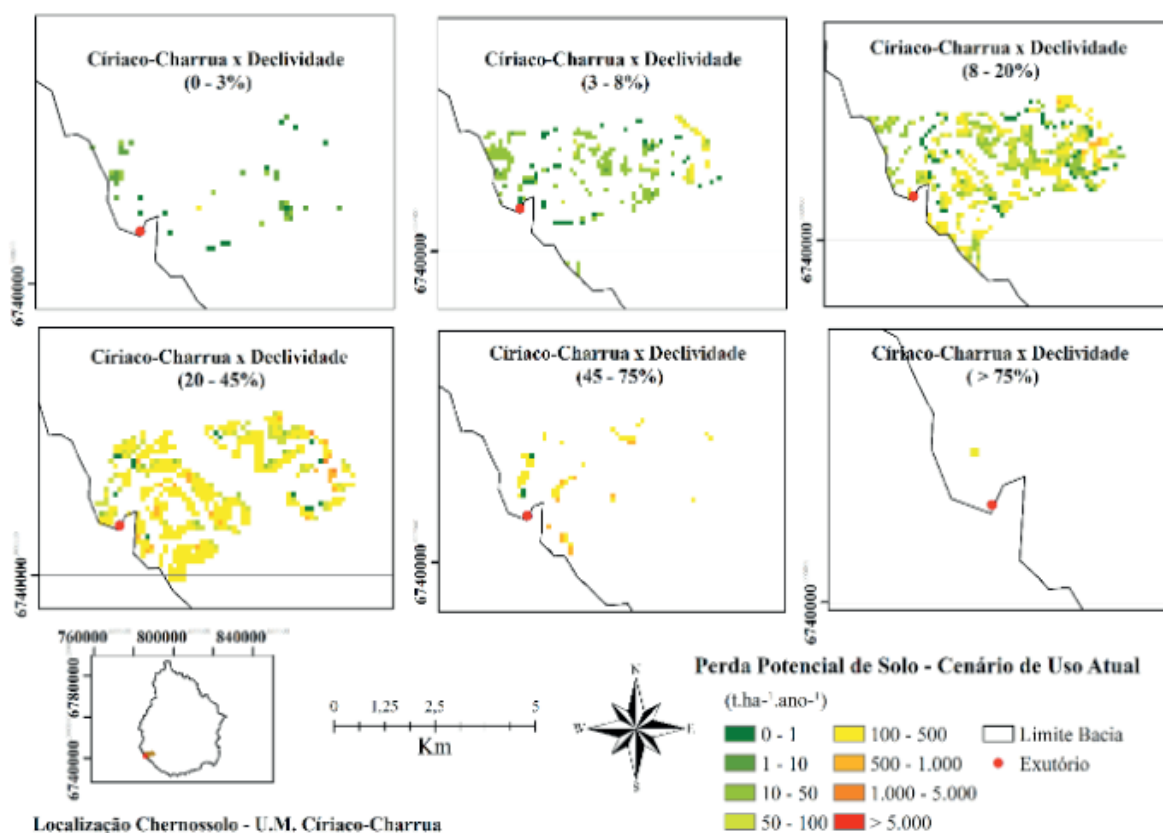 Círiaco-Charrua x Declividade
(0 - 3%)
6740000
Círiaco-Charrua x Declividade
(3 - 8%)
6740000
Círiaco-Charrua x Declividade
(8 - 20%)
6740000
Círiaco-Charrua x Declividade
(20 - 45%)
6740000
Círiaco-Charrua x Declividade
(45 - 75%)
6740000
Círiaco-Charrua x Declividade
( > 75%)
6740000
760000 800000 840000
6780000
6740000
0 1,25 2,5 5
Km
N
W E
S
Perda Potencial de Solo - Cenário de Uso Atual
(t.ha-¹.ano-¹)
0 - 1
1 - 10
10 - 50
50 - 100
100 - 500
500 - 1.000
1.000 - 5.000
> 5.000
Limite Bacia
Exutório
Localização Chernossolo - U.M. Círiaco-Charrua